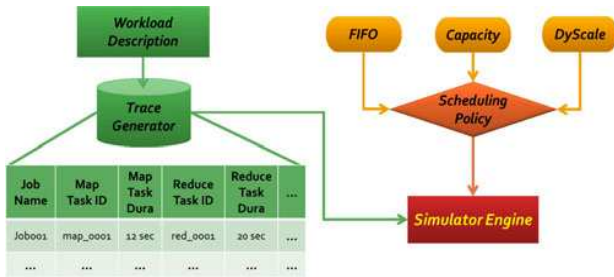 Workload
Description
FIFO
Capacity
DyScale
Trace
Generator
Scheduling
Policy
Job
Name
Map
Task ID
Map
Task
Dura
Reduce
Task ID
Reduce
Task
Dura
...
Job001
map_0001
12 sec
red_0001
20 sec
...
...
...
...
...
...
...
Simulator Engine